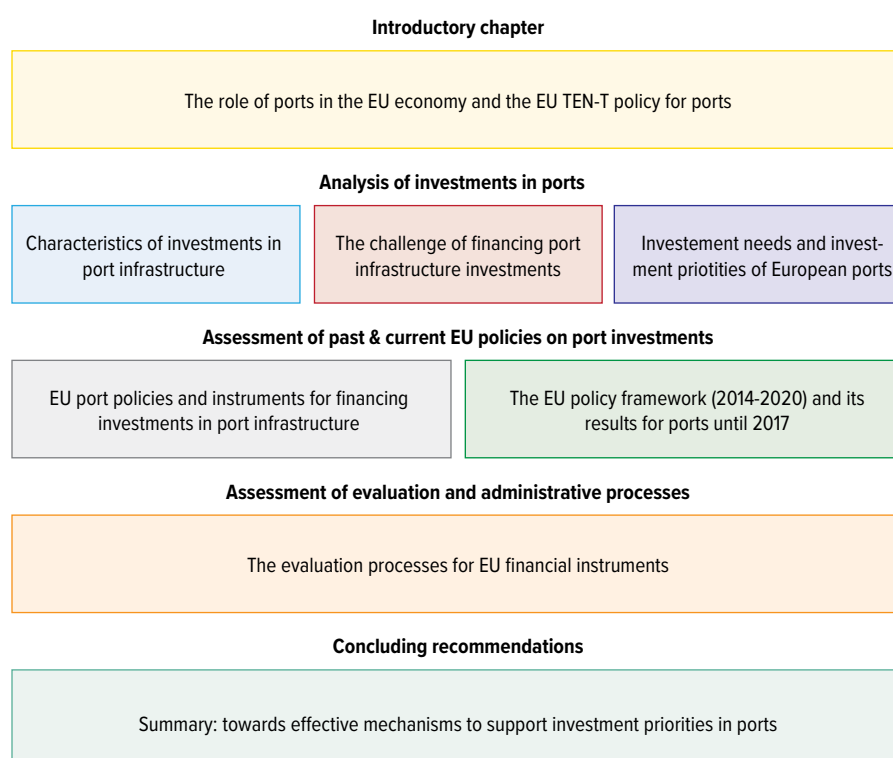 Introductory chapter
The role of ports in the EU economy and the EU TEN-T policy for ports
Analysis of investments in ports
Characteristics of investments in
port infrastructure
The challenge of financing port
infrastructure investments
Investement needs and invest-
ment priotities of European ports
Assessment of past & current EU policies on port investments
EU port policies and instruments for financing
investments in port infrastructure
The EU policy framework (2014-2020) and its
results for ports until 2017
Assessment of evaluation and administrative processes
The evaluation processes for EU financial instruments
Concluding recommendations
Summary: towards effective mechanisms to support investment priorities in ports